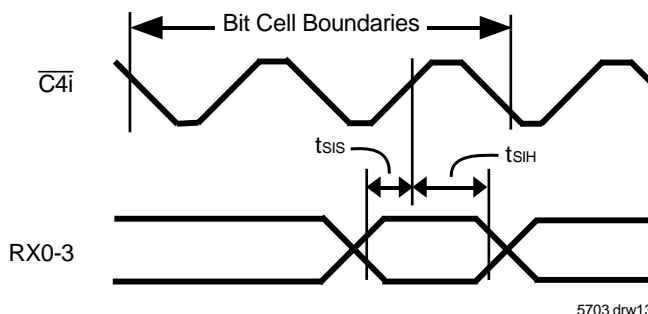 Bit Cell Boundaries
C4i
tSIS
tSIH
RX0-3
5703 drw13